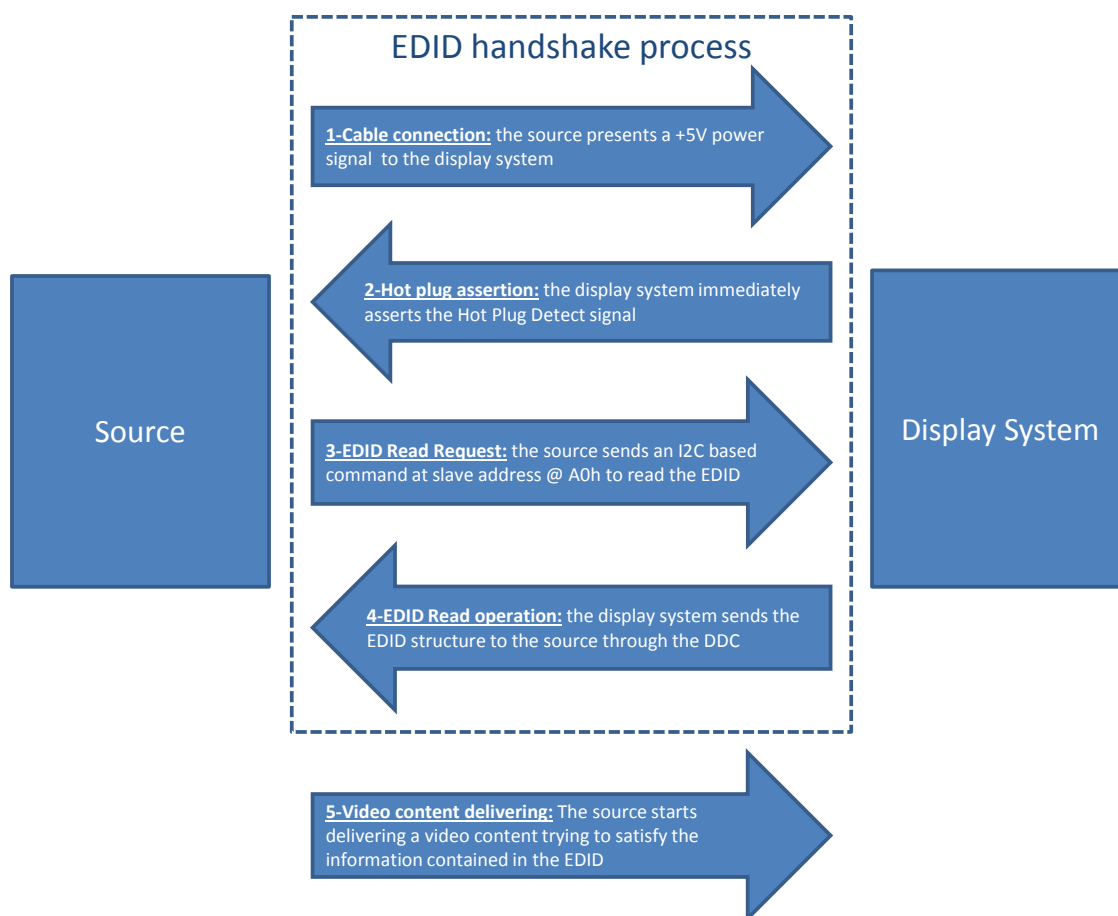 EDID handshake process
1-Cable connection: the source presents a +5V power
signal  to the display system
2-Hot plug assertion: the display system immediately
asserts the Hot Plug Detect signal
Source
Display System
3-EDID Read Request: the source sends an I2C based
command at slave address @ A0h to read the EDID
4-EDID Read operation: the display system sends the
EDID structure to the source through the DDC
5-Video content delivering: The source starts
delivering a video content trying to satisfy the
information contained in the EDID